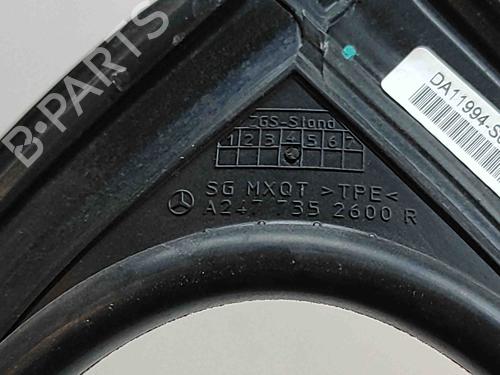 B-PARTS
DA11994-S
ZGS-Stand
1 2 3 4 5 6 7
SG MXQT >TPE<
A247 735 2600 R